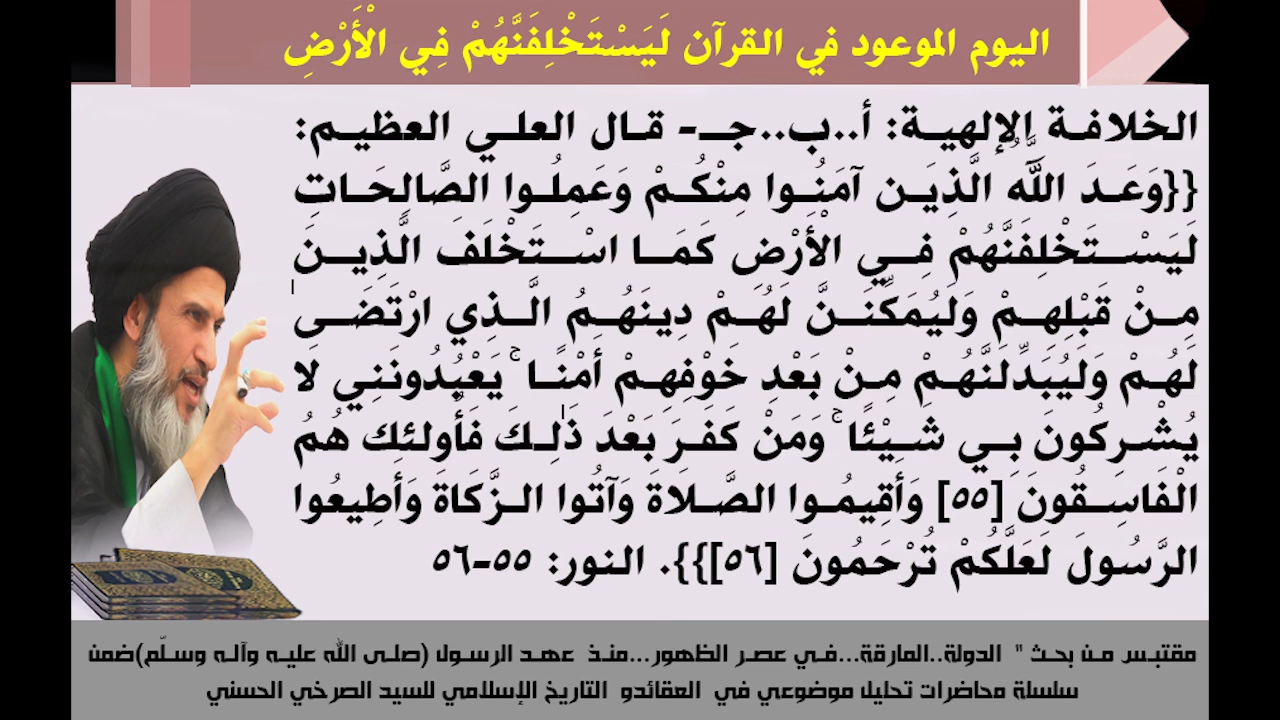 اليوم الموعود في القرآن لَيَسْتَخْلِفَنَّهُمْ فِي الْأَرْضِ
الخلافة الإلهية: أ..ب..جـ- قال العلي العظيم:
{{وَعَدَ اللَّهُ الَّذِيَن آمَنُوا مِنْكُمْ وَعَمِلُوا الصَّالِحَاتِ
لَيَسْتَخْلِفَنَّهُمْ فِي الْأَرْضِ كَمَا اسْتَخْلَفَ الَّذِينَ
مِنْ قَبْلِهِمْ وَلَيُمَكِّنَنَّ لَهُمْ دِينَهُمُ الَّذِي ارْتَضَىٰ
لَهُمْ وَلَيُبَدِّلَنَّهُمْ مِنْ بَعْدِ خَوْفِهِمْ أَمْنًا ۚ يَعْبُدُونَنِي لا
يُشْرِكُونَ بِي شَيْئًا ۚ وَمَنْ كَفَرَ بَعْدَ ذَٰلِكَ فَأُولئِك هُمُ
الْفَاسِقُونَ [٥٥] وَأَقِيمُوا الصَّلَاةَ وَآتُوا الزَّكَاةَ وَأَطِيعُوا
الرَّسُولَ لَعَلَّكُمْ تُرْحَمُونَ [٥٦]}}. النور: ٥٥-٥٦
مقتبس من بحث " الدولة..المارقة...في عصر الظهور...منذ عهد الرسول (صلى الله عليه وآله وسلّم)ضمن
سلسلة محاضرات تحليل موضوعي في العقائدو التاريخ الإسلامي للسيد الصرخي الحسني